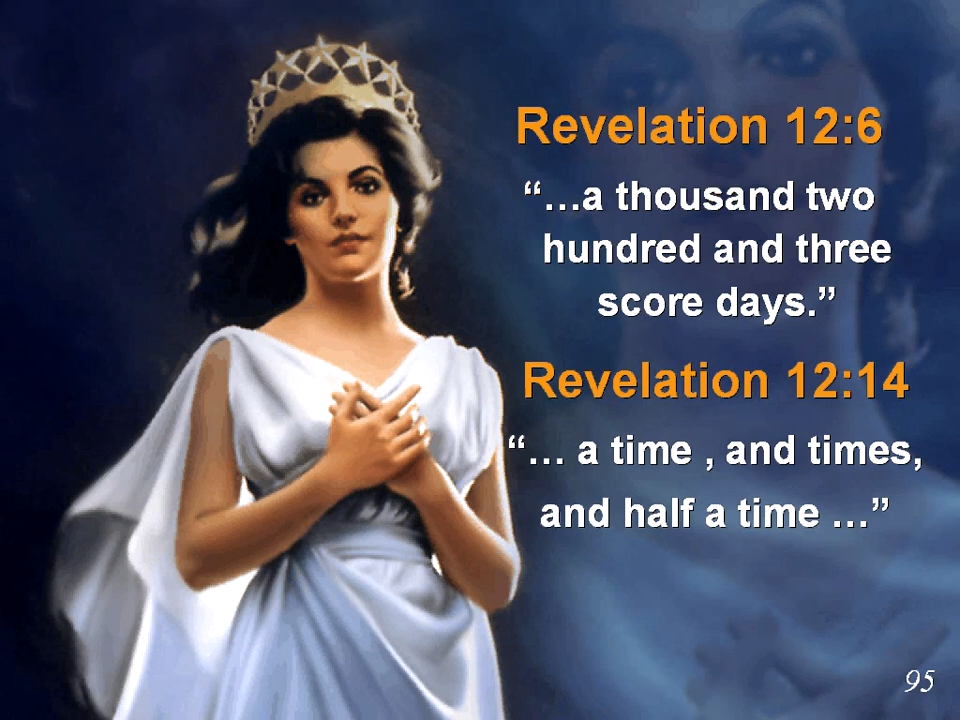 Revelation 12:6
“…a thousand two
hundred and three
score days.”
Revelation 12:14
“… a time , and times,
and half a time …”
95